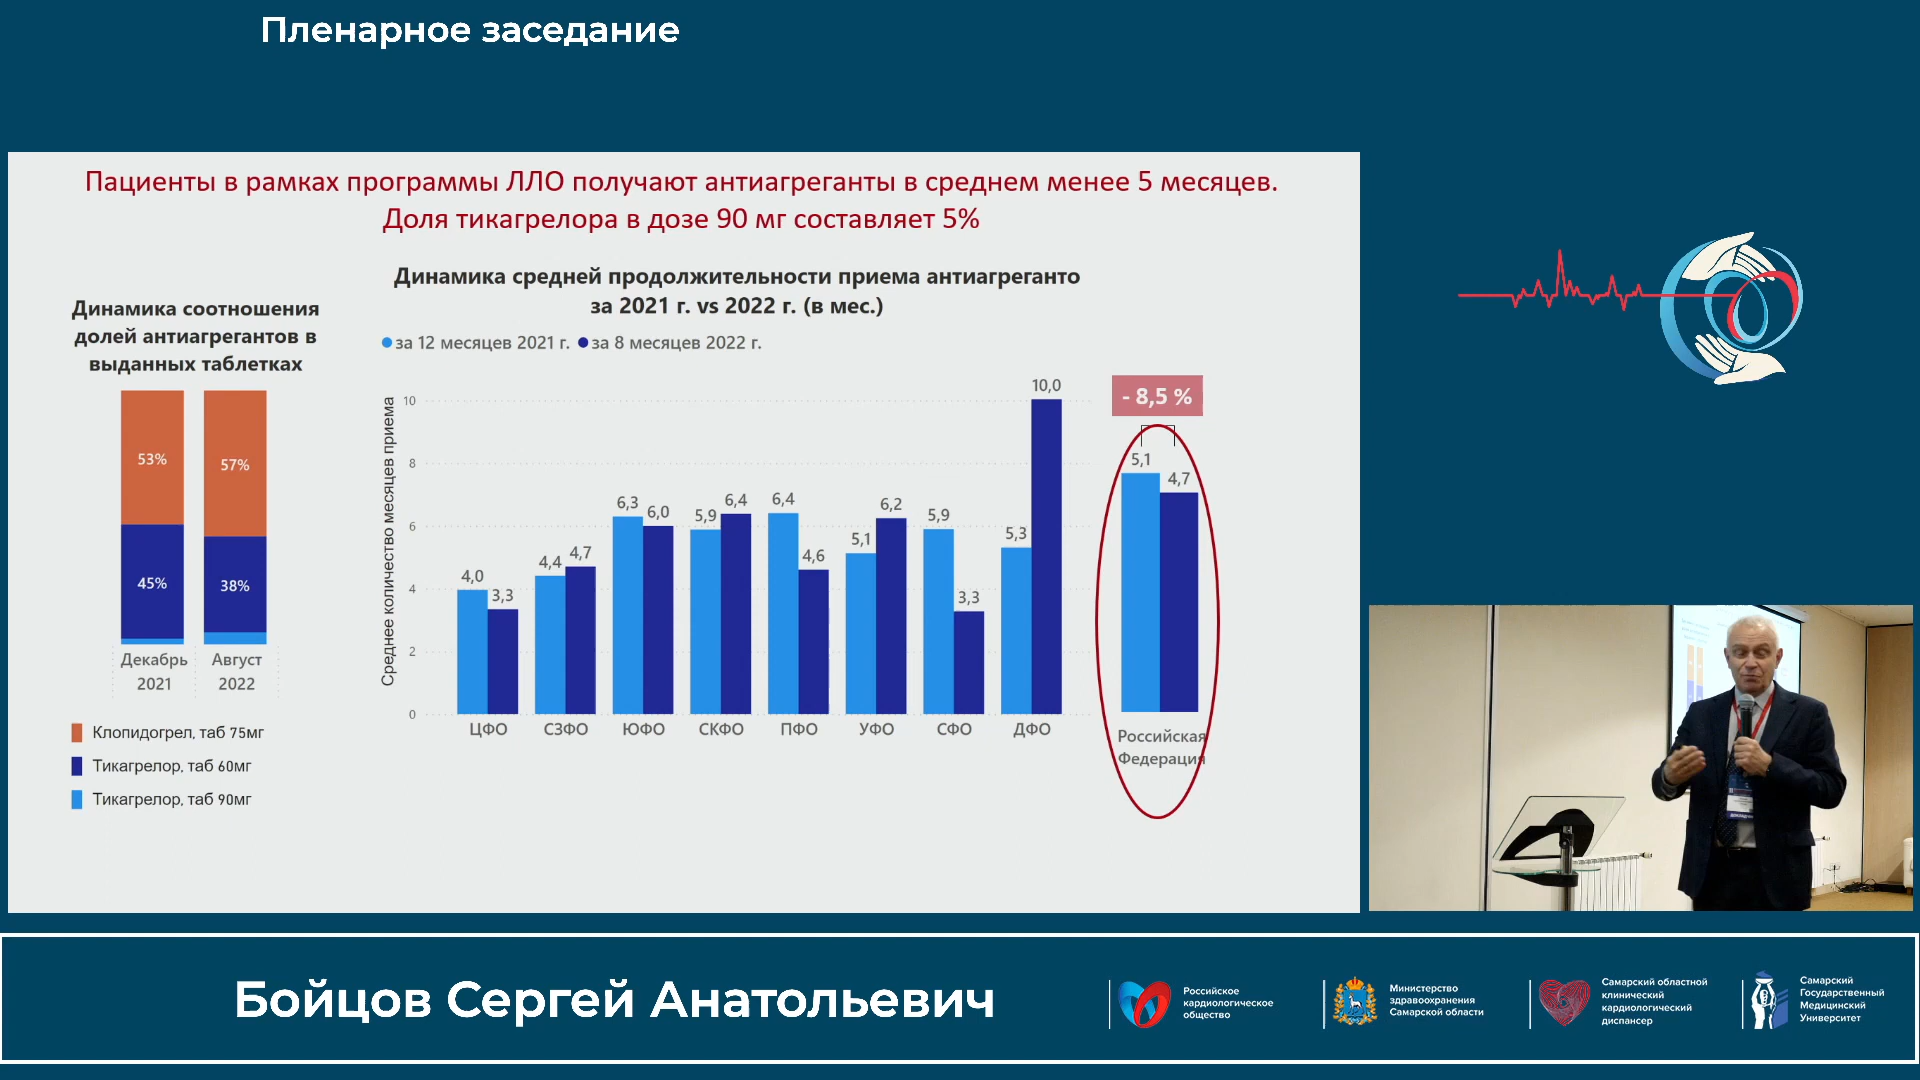 Пленарное заседание
Пациенты в рамках программы ЛЛО получают антиагреганты в среднем менее 5 месяцев.
Доля тикагрелора в дозе 90 мг составляет 5%
Динамика соотношения
долей антиагрегантов в
выданных таблетках
53%
57%
45%
38%
Декабрь
2021
Август
2022
Клопидогрел, таб 75мг
Тикагрелор, таб 60мг
Тикагрелор, таб 90мг
Динамика средней продолжительности приема антиагреганто
за 2021 г. vs 2022 г. (в мес.)
за 12 месяцев 2021 г.
за 8 месяцев 2022 г.
Среднее количество месяцев приема
10
8
6
4
2
0
4,0
3,3
4,4
4,7
6,3
6,0
5,9
6,4
6,4
4,6
5,1
6,2
5,9
3,3
5,3
10,0
ЦФО
СЗФО
ЮФО
СКФО
ПФО
УФО
СФО
ДФО
- 8,5 %
5,1
4,7
Российская
Федерация
Бойцов Сергей Анатольевич
Российское
кардиологическое
общество
Министерство
здравоохранения
Самарской области
Самарский областной
клинический
кардиологический
диспансер
Самарский
Государственный
Медицинский
Университет